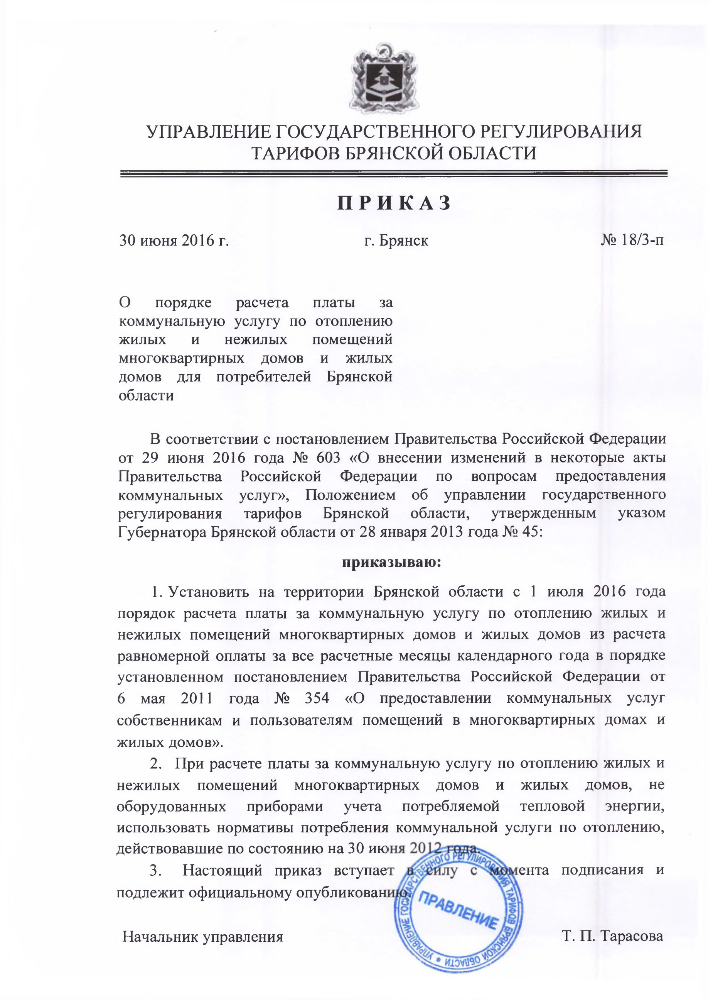 УПРАВЛЕНИЕ ГОСУДАРСТВЕННОГО РЕГУЛИРОВАНИЯ
ТАРИФОВ БРЯНСКОЙ ОБЛАСТИ
П Р И К А З
30 июня 2016 г. г. Брянск № 18/3-п
О порядке расчета платы за
коммунальную услугу по отоплению
жилых и нежилых помещений
многоквартирных домов и жилых
домов для потребителей Брянской
области
В соответствии с постановлением Правительства Российской Федерации
от 29 июня 2016 года № 603 «О внесении изменений в некоторые акты
Правительства Российской Федерации по вопросам предоставления
коммунальных услуг», Положением об управлении государственного
регулирования тарифов Брянской области, утвержденным указом
Губернатора Брянской области от 28 января 2013 года № 45:
приказываю:
1. Установить на территории Брянской области с 1 июля 2016 года
порядок расчета платы за коммунальную услугу по отоплению жилых и
нежилых помещений многоквартирных домов и жилых домов из расчета
равномерной оплаты за все расчетные месяцы календарного года в порядке
установленном постановлением Правительства Российской Федерации от
6 мая 2011 года № 354 «О предоставлении коммунальных услуг
собственникам и пользователям помещений в многоквартирных домах и
жилых домов».
2. При расчете платы за коммунальную услугу по отоплению жилых и
нежилых помещений многоквартирных домов и жилых домов, не
оборудованных приборами учета потребляемой тепловой энергии,
использовать нормативы потребления коммунальной услуги по отоплению,
действовавшие по состоянию на 30 июня 2012 года.
3. Настоящий приказ вступает в силу с момента подписания и
подлежит официальному опубликованию.
УПРАВЛЕНИЕ ГОСУДАРСТВЕННОГО РЕГУЛИРОВАНИЯ ТАРИФОВ БРЯНСКОЙ ОБЛАСТИ *
ПРАВЛЕНИЕ
Начальник управления Т. П. Тарасова